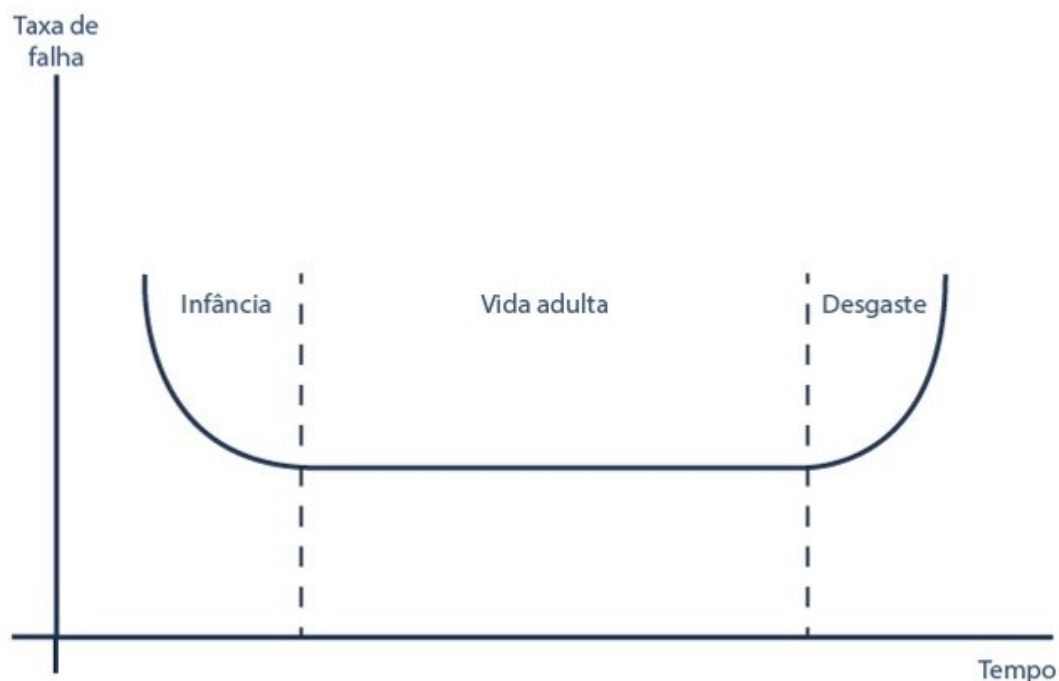 Taxa de
falha
Infância
Vida adulta
Desgaste
Tempo